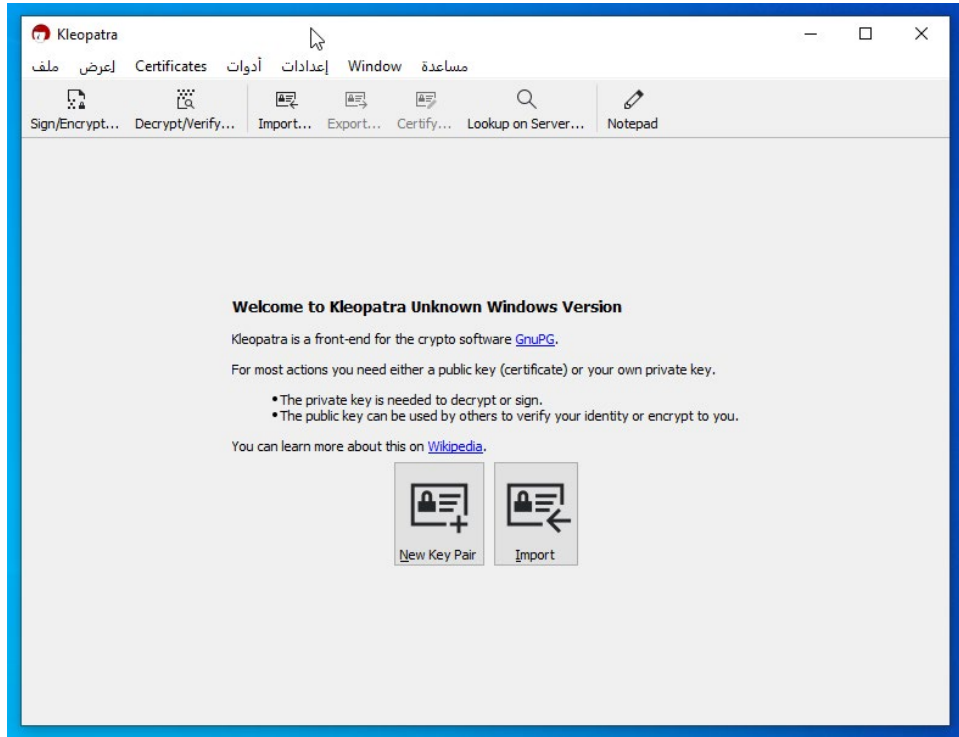 Kleopatra
ملف إعرض Certificates أدوات إعدادات Window مساعدة
Sign/Encrypt... Decrypt/Verify... Import... Export... Certify... Lookup on Server... Notepad
Welcome to Kleopatra Unknown Windows Version
Kleopatra is a front-end for the crypto software GnuPG.
For most actions you need either a public key (certificate) or your own private key.
•The private key is needed to decrypt or sign.
•The public key can be used by others to verify your identity or encrypt to you.
You can learn more about this on Wikipedia.
New Key Pair Import